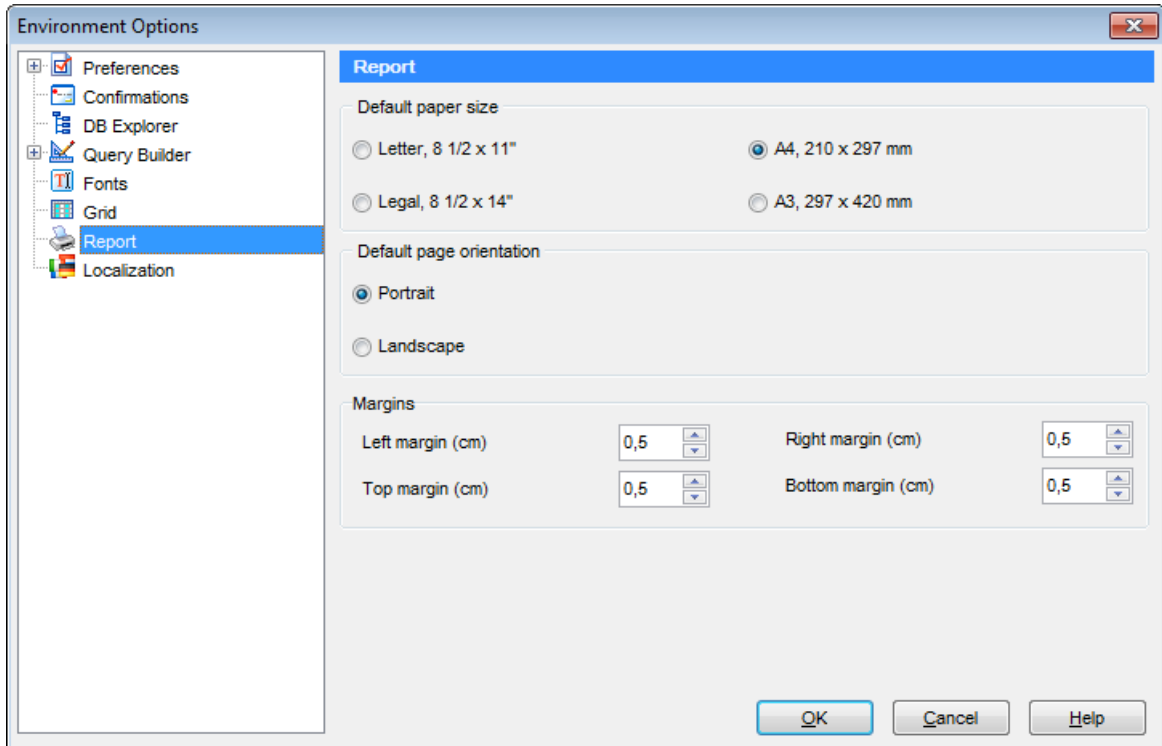 Environment Options
Preferences
Confirmations
DB Explorer
Query Builder
Fonts
Grid
Report
Localization
Report
Default paper size
Letter, 8 1/2 x 11"
A4, 210 x 297 mm
Legal, 8 1/2 x 14"
A3, 297 x 420 mm
Default page orientation
Portrait
Landscape
Margins
Left margin (cm) 0,5 Right margin (cm) 0,5
Top margin (cm) 0,5 Bottom margin (cm) 0,5
OK Cancel Help